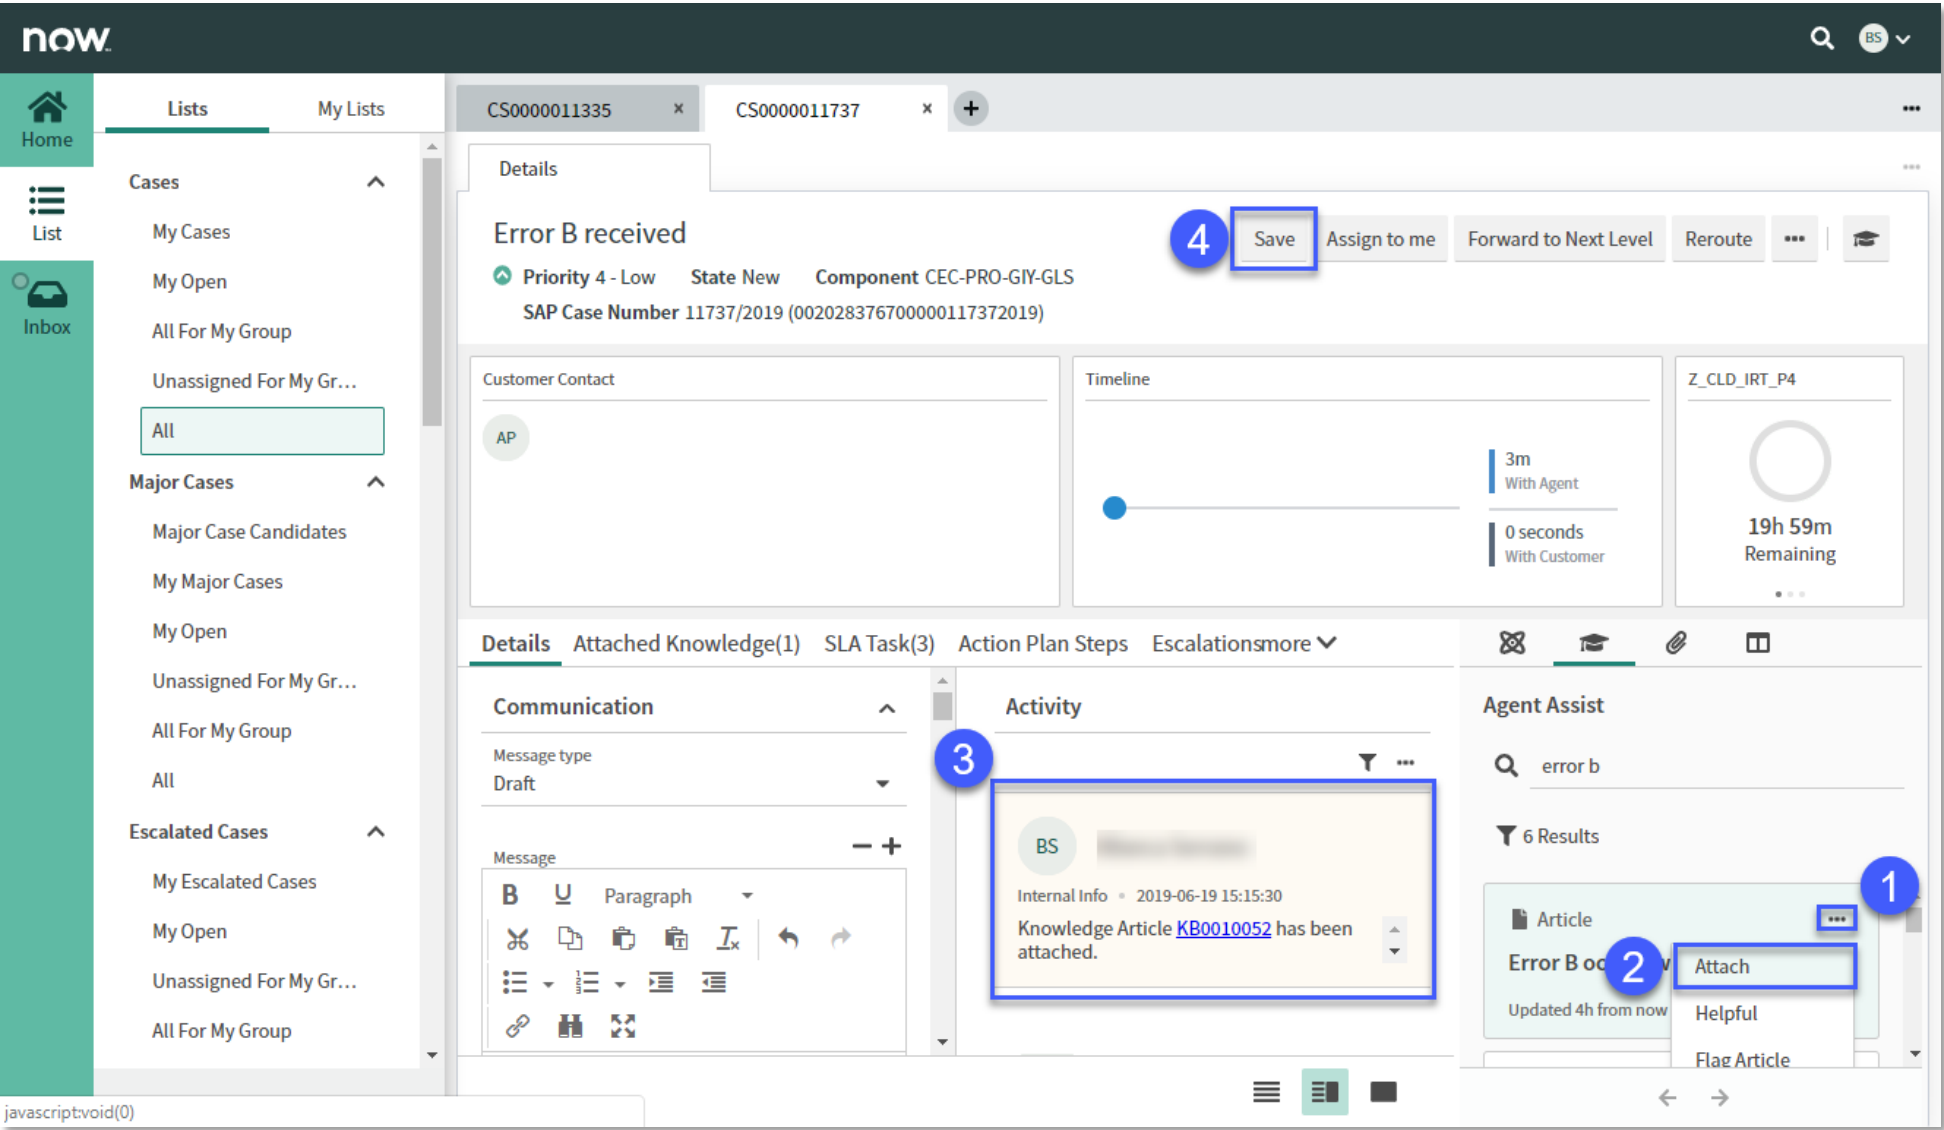 now.
BS
Home
List
Inbox
Lists
My Lists
Cases
My Cases
My Open
All For My Group
Unassigned For My Gr...
All
Major Cases
Major Case Candidates
My Major Cases
My Open
Unassigned For My Gr...
All For My Group
All
Escalated Cases
My Escalated Cases
My Open
Unassigned For My Gr...
All For My Group
javascript:void(0)
CS0000011335 ×
CS0000011737 ×
Details
Error B received
4
Save
Assign to me
Forward to Next Level
Reroute
Priority 4 - Low State New Component CEC-PRO-GIY-GLS
SAP Case Number 11737/2019 (002028376700000117372019)
Customer Contact
AP
Timeline
3m
With Agent
0 seconds
With Customer
Z_CLD_IRT_P4
19h 59m
Remaining
Details
Attached Knowledge(1)
SLA Task(3)
Action Plan Steps
Escalationsmore
Communication
Message type
Draft
Message
B U Paragraph
Activity
3
BS
Internal Info • 2019-06-19 15:15:30
Knowledge Article KB0010052 has been
attached.
Agent Assist
error b
6 Results
1
Article
Error B oc
2
Attach
Updated 4h from now
Helpful
Flag Article